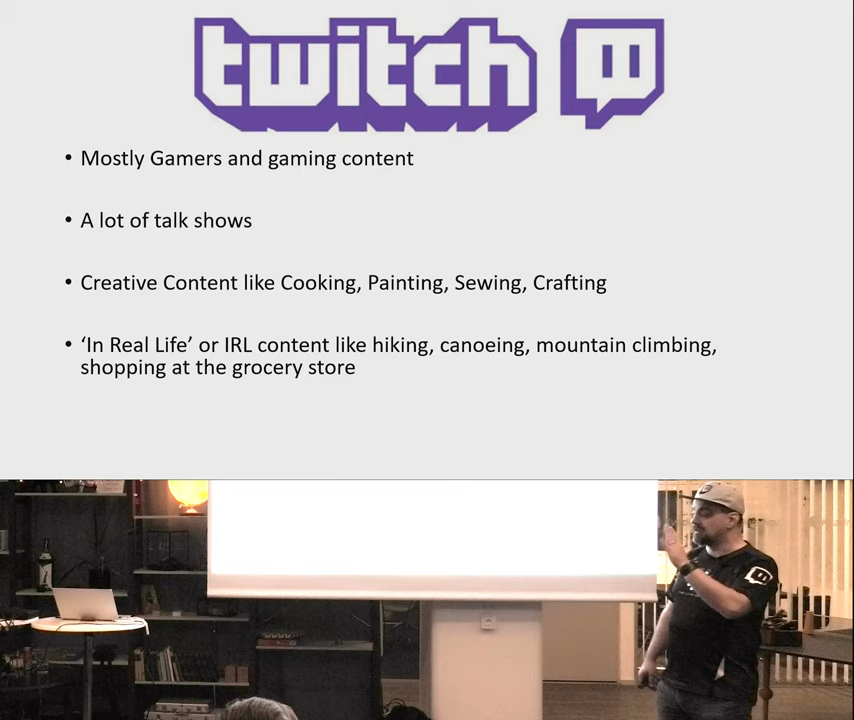 twitch
• Mostly Gamers and gaming content
• A lot of talk shows
• Creative Content like Cooking, Painting, Sewing, Crafting
• ‘In Real Life’ or IRL content like hiking, canoeing, mountain climbing,
shopping at the grocery store